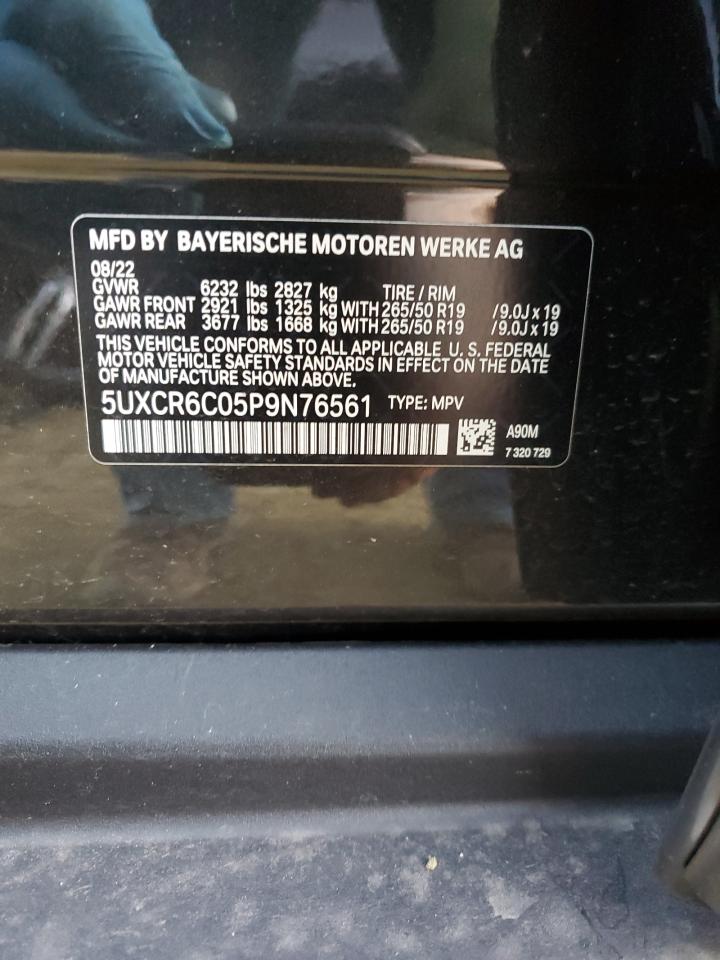 MFD BY BAYERISCHE MOTOREN WERKE AG
08/22
GVWR 6232 lbs 2827 kg TIRE / RIM
GAWR FRONT 2921 lbs 1325 kg WITH 265/50 R19 /9.0J x 19
GAWR REAR 3677 lbs 1668 kg WITH 265/50 R19 /9.0J x 19
THIS VEHICLE CONFORMS TO ALL APPLICABLE U. S. FEDERAL
MOTOR VEHICLE SAFETY STANDARDS IN EFFECT ON THE DATE
OF MANUFACTURE SHOWN ABOVE.
5UXCR6C05P9N76561 TYPE: MPV
A90M
7 320 729